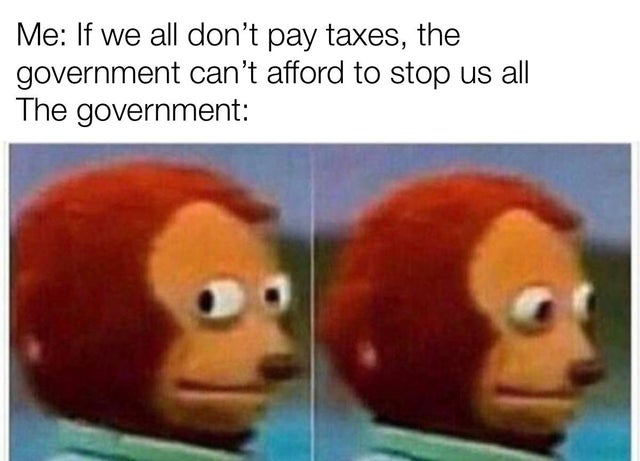 Me: If we all don’t pay taxes, the
government can’t afford to stop us all
The government: